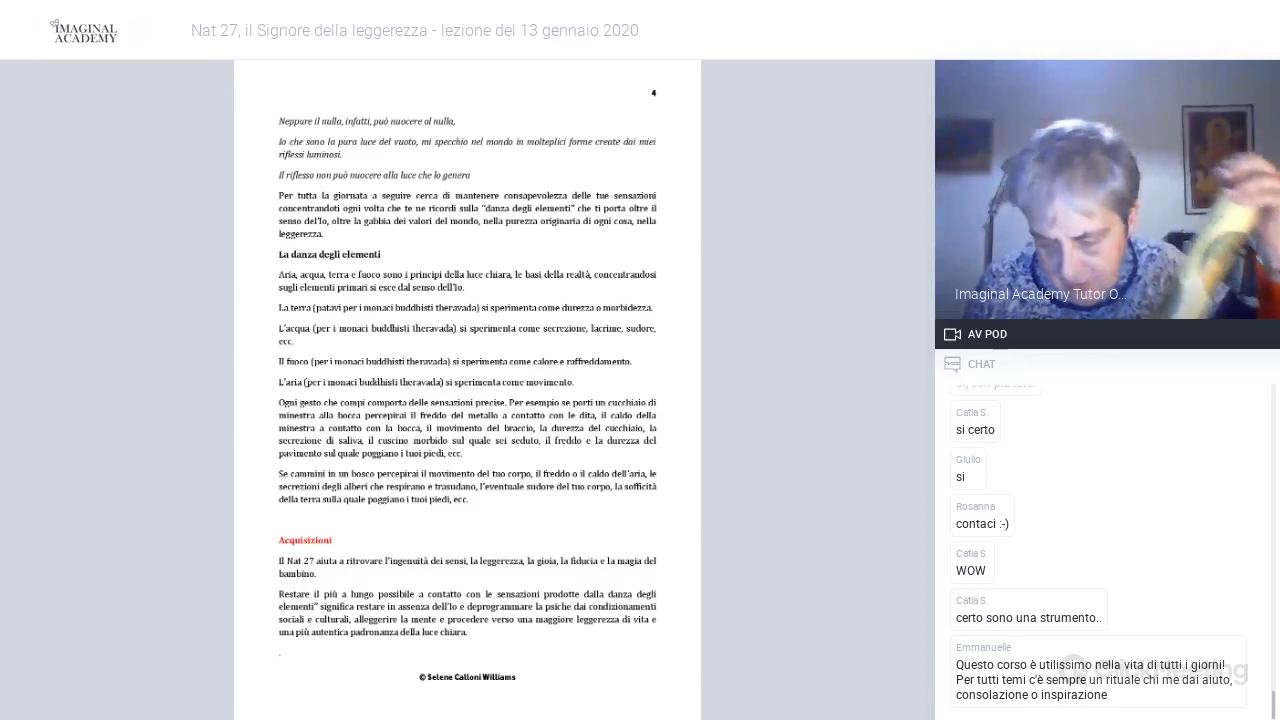 IMAGINAL
ACADEMY
Nat 27, il Signore della leggerezza - lezione del 13 gennaio 2020
4
Neppure il nulla, infatti, può nuocere al nulla,
Io che sono la pura luce del vuoto, mi specchio nel mondo in molteplici forme create dai miei
riflessi luminosi.
Il riflesso non può nuocere alla luce che lo genera
Per tutta la giornata a seguire cerca di mantenere consapevolezza delle tue sensazioni
concentrandoti ogni volta che te ne ricordi sulla “danza degli elementi” che ti porta oltre il
senso del'Io, oltre la gabbia dei valori del mondo, nella purezza originaria di ogni cosa, nella
leggerezza.
La danza degli elementi
Aria, acqua, terra e fuoco sono i principi della luce chiara, le basi della realtà, concentrandosi
sugli elementi primari si esce dal senso dell'Io.
La terra (patavi per i monaci buddhisti theravada) si sperimenta come durezza o morbidezza.
L'acqua (per i monaci buddhisti theravada) si sperimenta come secrezione, lacrime, sudore,
ecc.
Il fuoco (per i monaci buddhisti theravada) si sperimenta come calore e raffreddamento.
L'aria (per i monaci buddhisti theravada) si sperimenta come movimento.
Ogni gesto che compi comporta delle sensazioni precise. Per esempio se porti un cucchiaio di
minestra alla bocca percepirai il freddo del metallo a contatto con le dita, il caldo della
minestra a contatto con la bocca, il movimento del braccio, la durezza del cucchiaio, la
secrezione di saliva, il cuscino morbido sul quale sei seduto, il freddo e la durezza del
pavimento sul quale poggiano i tuoi piedi, ecc.
Se cammini in un bosco percepirai il movimento del tuo corpo, il freddo o il caldo dell'aria, le
secrezioni degli alberi che respirano e trasudano, l'eventuale sudore del tuo corpo, la sofficità
della terra sulla quale poggiano i tuoi piedi, ecc.
Acquisizioni
Il Nat 27 aiuta a ritrovare l'ingenuità dei sensi, la leggerezza, la gioia, la fiducia e la magia del
bambino.
Restare il più a lungo possibile a contatto con le sensazioni prodotte dalla danza degli
elementi” significa restare in assenza dell'Io e deprogrammare la psiche dai condizionamenti
sociali e culturali, alleggerire la mente e procedere verso una maggiore leggerezza di vita e
una più autentica padronanza della luce chiara.
.
© Selene Calloni Williams
Imaginal Academy Tutor O...
AV POD
CHAT
Catia S.
si certo
Giulio
si
Rosanna
contaci :-)
Catia S.
WOW
Catia S.
certo sono una strumento..
Emmanuelle
Questo corso è utilissimo nella vita di tutti i giorni!
Per tutti temi c'è sempre un rituale chi me dai aiuto,
consolazione o inspirazione
ClickMeeting